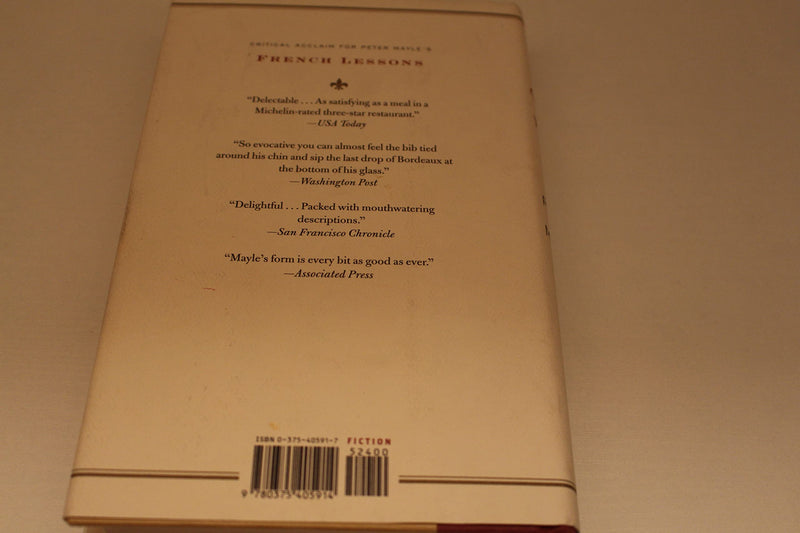 CRITICAL ACCLAIM FOR PETER MAYLE'S
FRENCH LESSONS
“Delectable . . . As satisfying as a meal in a
Michelin-rated three-star restaurant.”
—USA Today
“So evocative you can almost feel the bib tied
around his chin and sip the last drop of Bordeaux at
the bottom of his glass.”
—Washington Post
“Delightful . . . Packed with mouthwatering
descriptions.”
—San Francisco Chronicle
“Mayle’s form is every bit as good as ever.”
—Associated Press
ISBN 0-375-40591-7 FICTION
52400
9 780375 405914